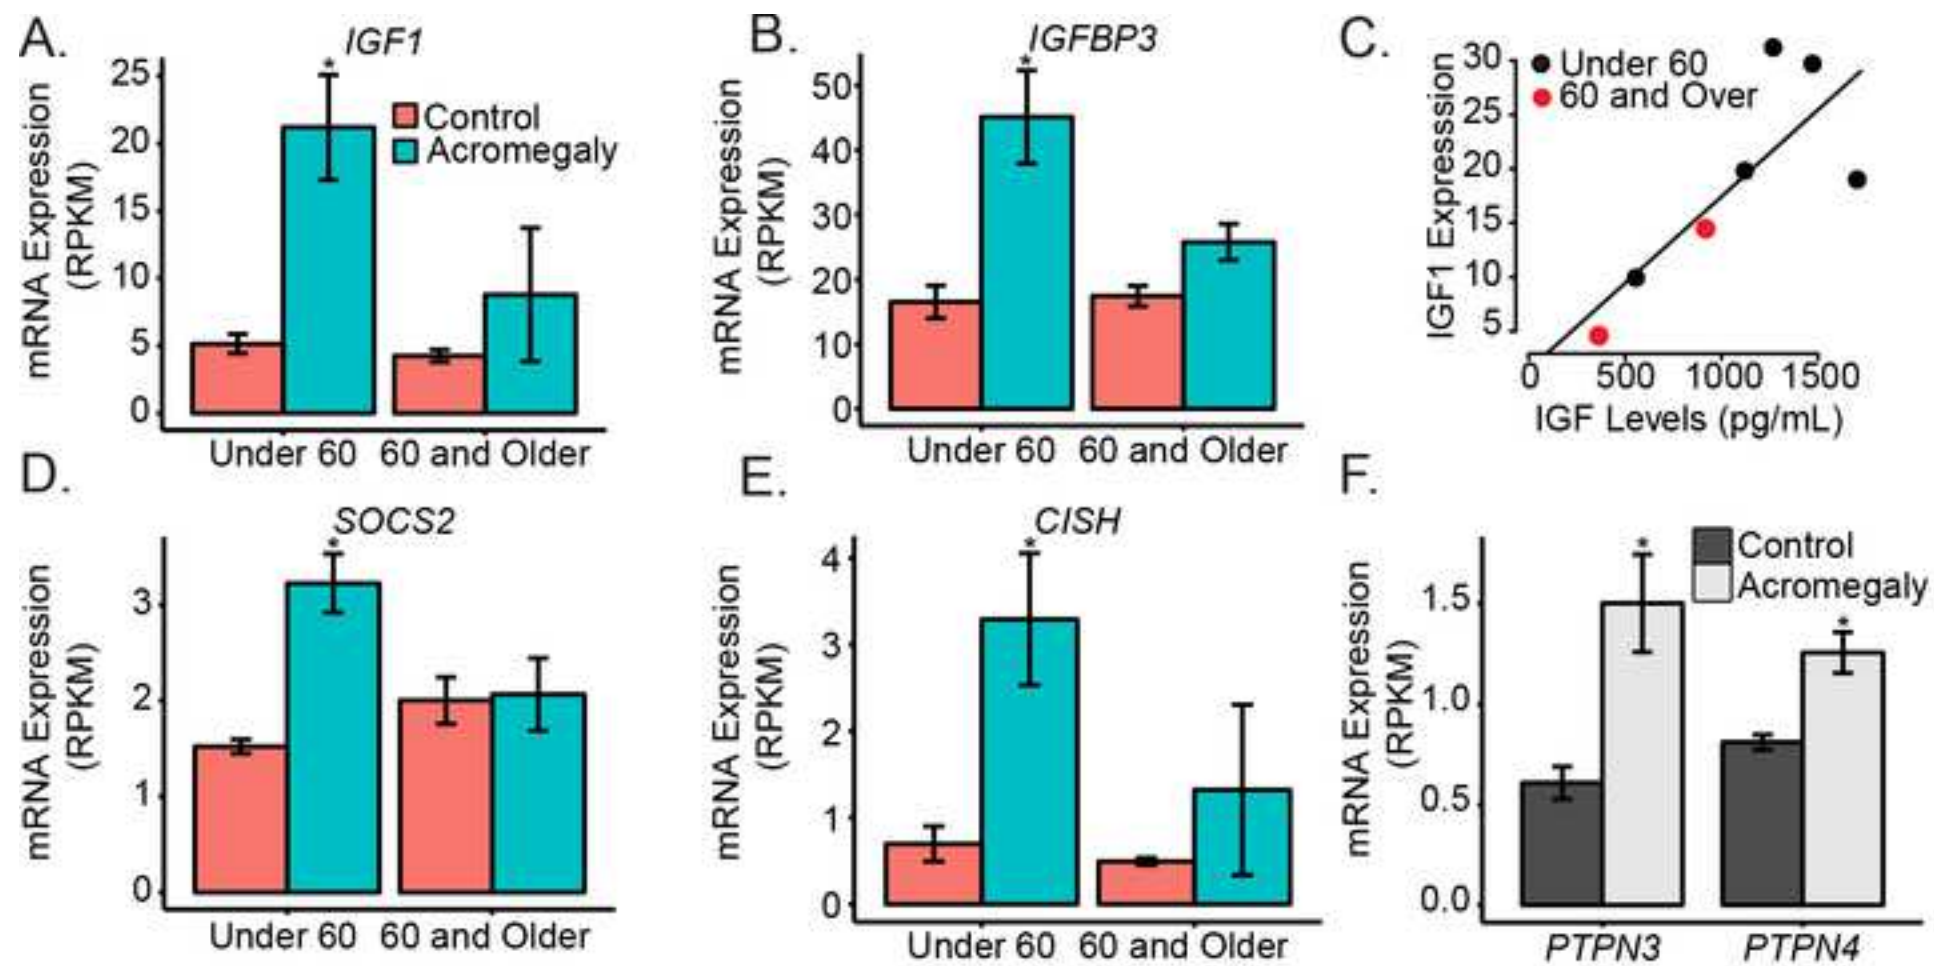 A.
IGF1
*
mRNA Expression
(RPKM)
25
20
15
10
5
0
Control
Acromegaly
Under 60
60 and Older
B.
IGFBP3
*
mRNA Expression
(RPKM)
50
40
30
20
10
0
Under 60
60 and Older
C.
IGF1 Expresssion
30
25
20
15
10
5
Under 60
60 and Over
0
500
1000
1500
IGF Levels (pg/mL)
D.
SOCS2
*
mRNA Expression
(RPKM)
3
2
1
0
Under 60
60 and Older
E.
CISH
*
mRNA Expression
(RPKM)
4
3
2
1
0
Under 60
60 and Older
F.
mRNA Expression
(RPKM)
1.5
1.0
0.5
0.0
*
*
Control
Acromegaly
PTPN3
PTPN4